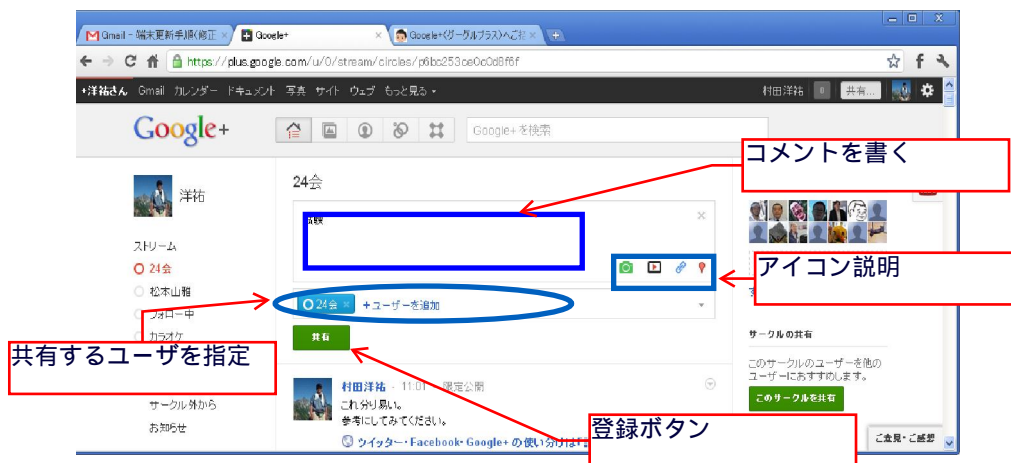 Gmail - 端末更新手順(修正
Google+
Google+(グーグルプラス)へご招
https://plus.google.com/u/0/stream/circles/p6bc253ce0c0d8f6f
+洋祐さん Gmail カレンダー ドキュメント 写真 サイト ウェブ もっと見る
村田洋祐 0 共有...
Google+
Google+ を検索
コメントを書く
洋祐
24会
ストリーム
24会
松本山雅
フォロー中
カラオケ
アイコン説明
24会 × +ユーザーを追加
共有
共有するユーザを指定
サークルの共有
このサークルのユーザーを他の
ユーザーにおすすめします。
このサークルを共有
サークル外から
お知らせ
村田洋祐 - 11:01 - 限定公開
これ分り易い。
参考にしてみてください。
ツイッター・Facebook・Google+ の使い分けは
登録ボタン
ご意見・ご感想